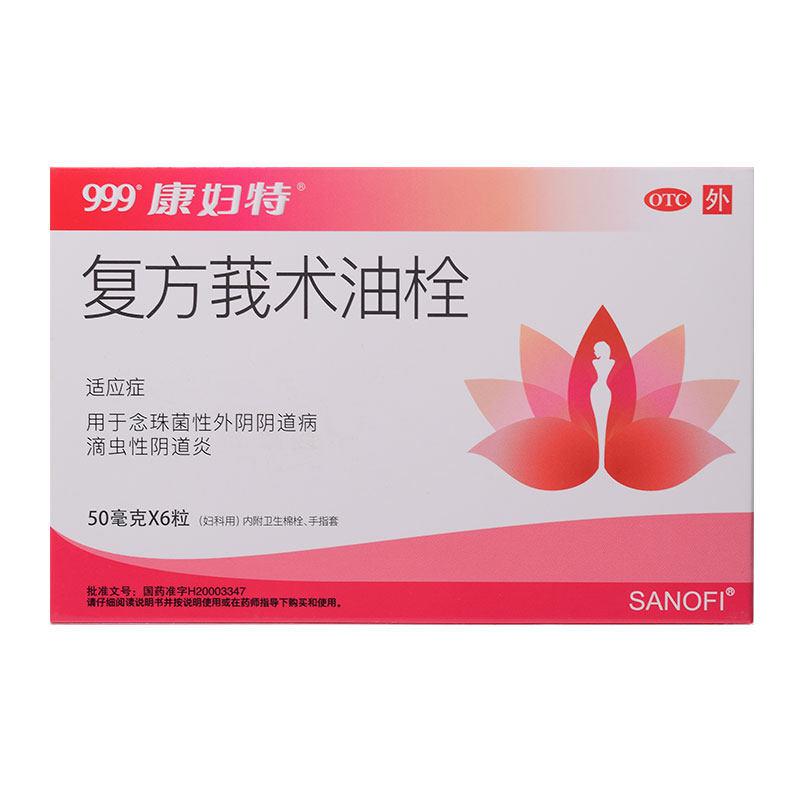 999® 康妇特®
OTC 外
复方莪术油栓
适应症
用于念珠菌性外阴阴道病
滴虫性阴道炎
50毫克X6粒 (妇科用) 内附卫生棉栓、手指套
批准文号：国药准字H20003347
请仔细阅读说明书并按说明使用或在药师指导下购买和使用。
SANOFI®